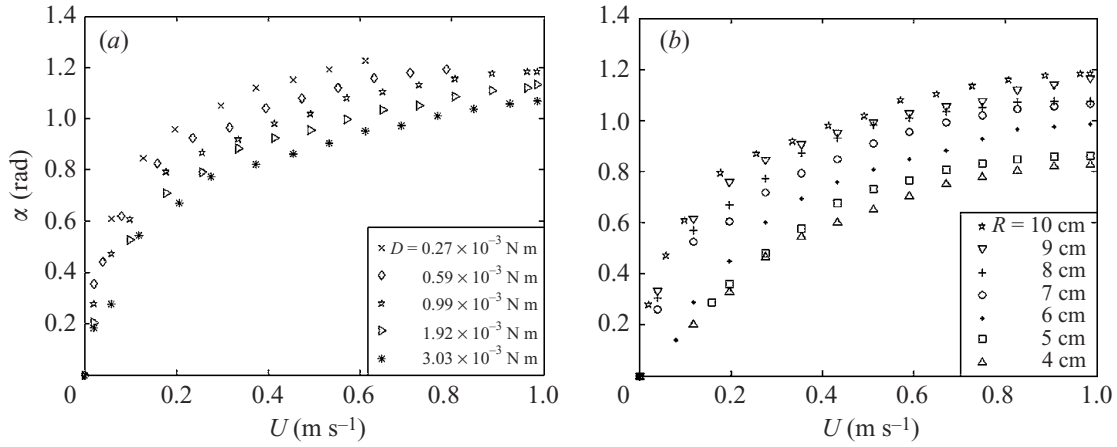 (a)
α (rad)
1.4
1.2
1.0
0.8
0.6
0.4
0.2
0
0.2
0.4
0.6
0.8
1.0
U (m s⁻¹)
D = 0.27 × 10⁻³ N m
0.59 × 10⁻³ N m
0.99 × 10⁻³ N m
1.92 × 10⁻³ N m
3.03 × 10⁻³ N m
(b)
1.4
1.2
1.0
0.8
0.6
0.4
0.2
0
0.2
0.4
0.6
0.8
1.0
U (m s⁻¹)
R = 10 cm
9 cm
8 cm
7 cm
6 cm
5 cm
4 cm